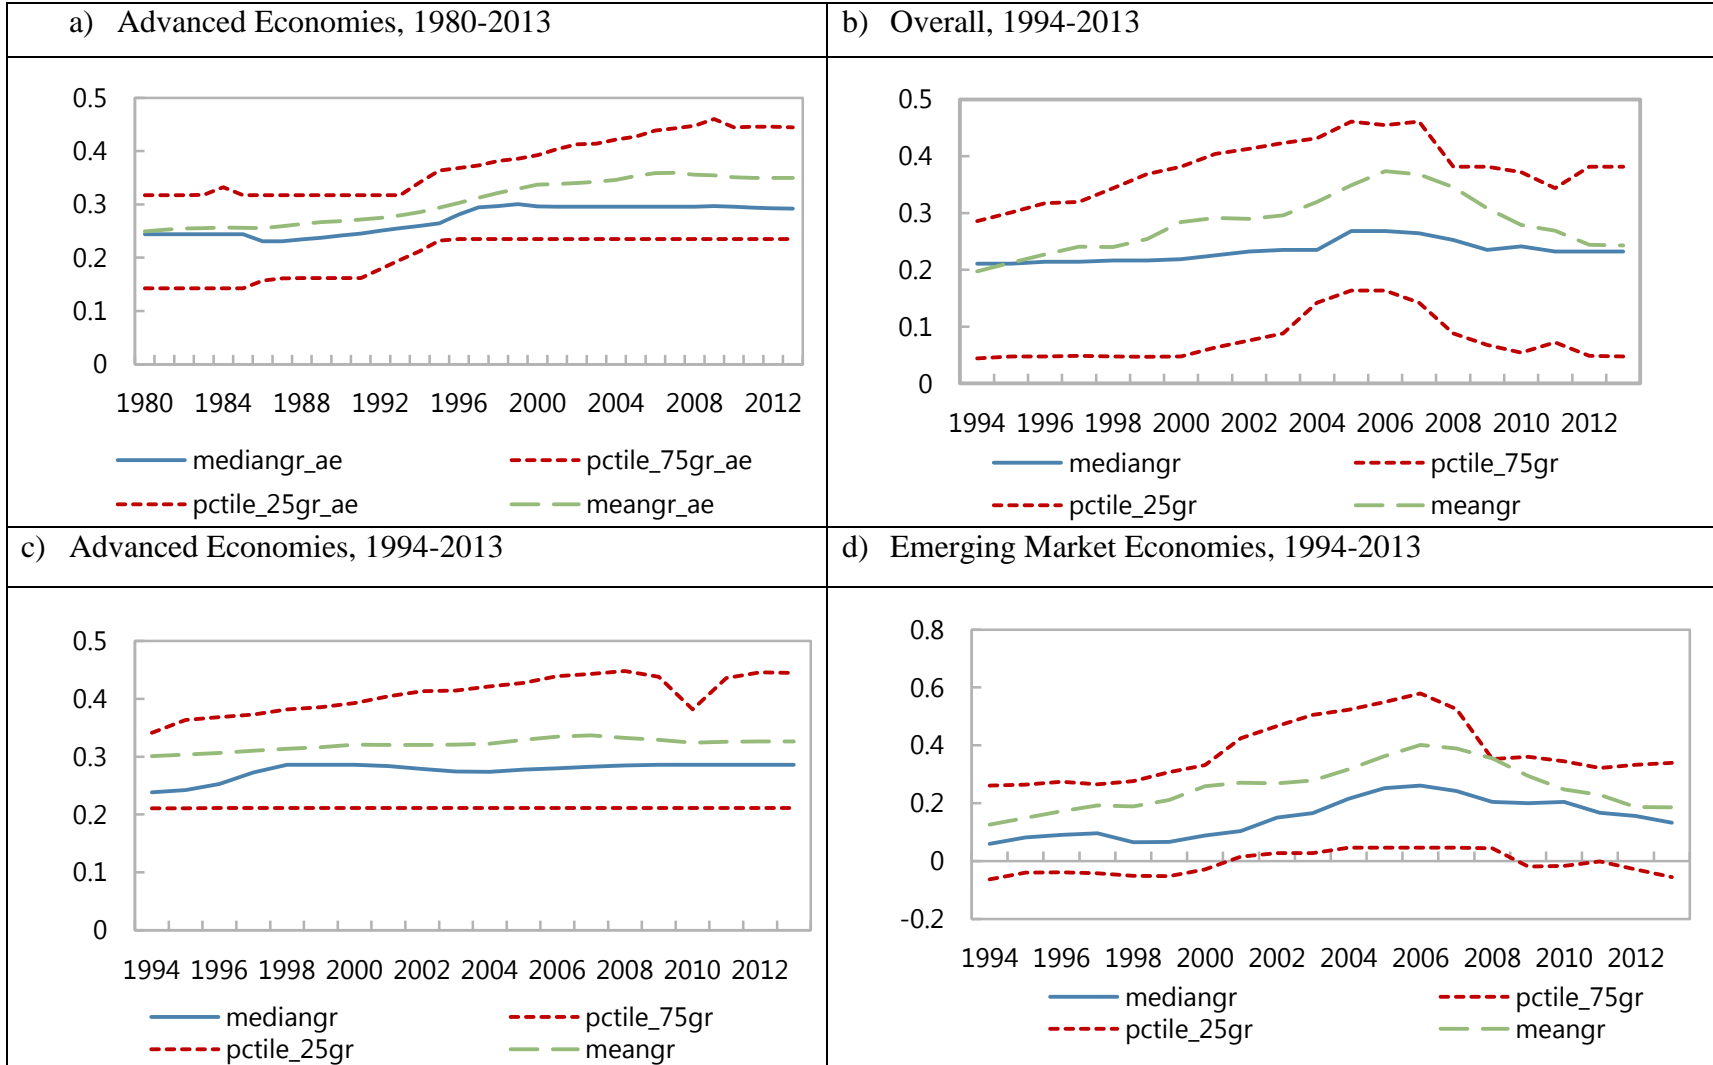 a) Advanced Economies, 1980-2013
0.5
0.4
0.3
0.2
0.1
0
1980 1984 1988 1992 1996 2000 2004 2008 2012
mediangr_ae pctile_75gr_ae
pctile_25gr_ae meangr_ae
b) Overall, 1994-2013
0.5
0.4
0.3
0.2
0.1
0
1994 1996 1998 2000 2002 2004 2006 2008 2010 2012
mediangr pctile_75gr
pctile_25gr meangr
c) Advanced Economies, 1994-2013
0.5
0.4
0.3
0.2
0.1
0
1994 1996 1998 2000 2002 2004 2006 2008 2010 2012
mediangr pctile_75gr
pctile_25gr meangr
d) Emerging Market Economies, 1994-2013
0.8
0.6
0.4
0.2
0
-0.2
1994 1996 1998 2000 2002 2004 2006 2008 2010 2012
mediangr pctile_75gr
pctile_25gr meangr